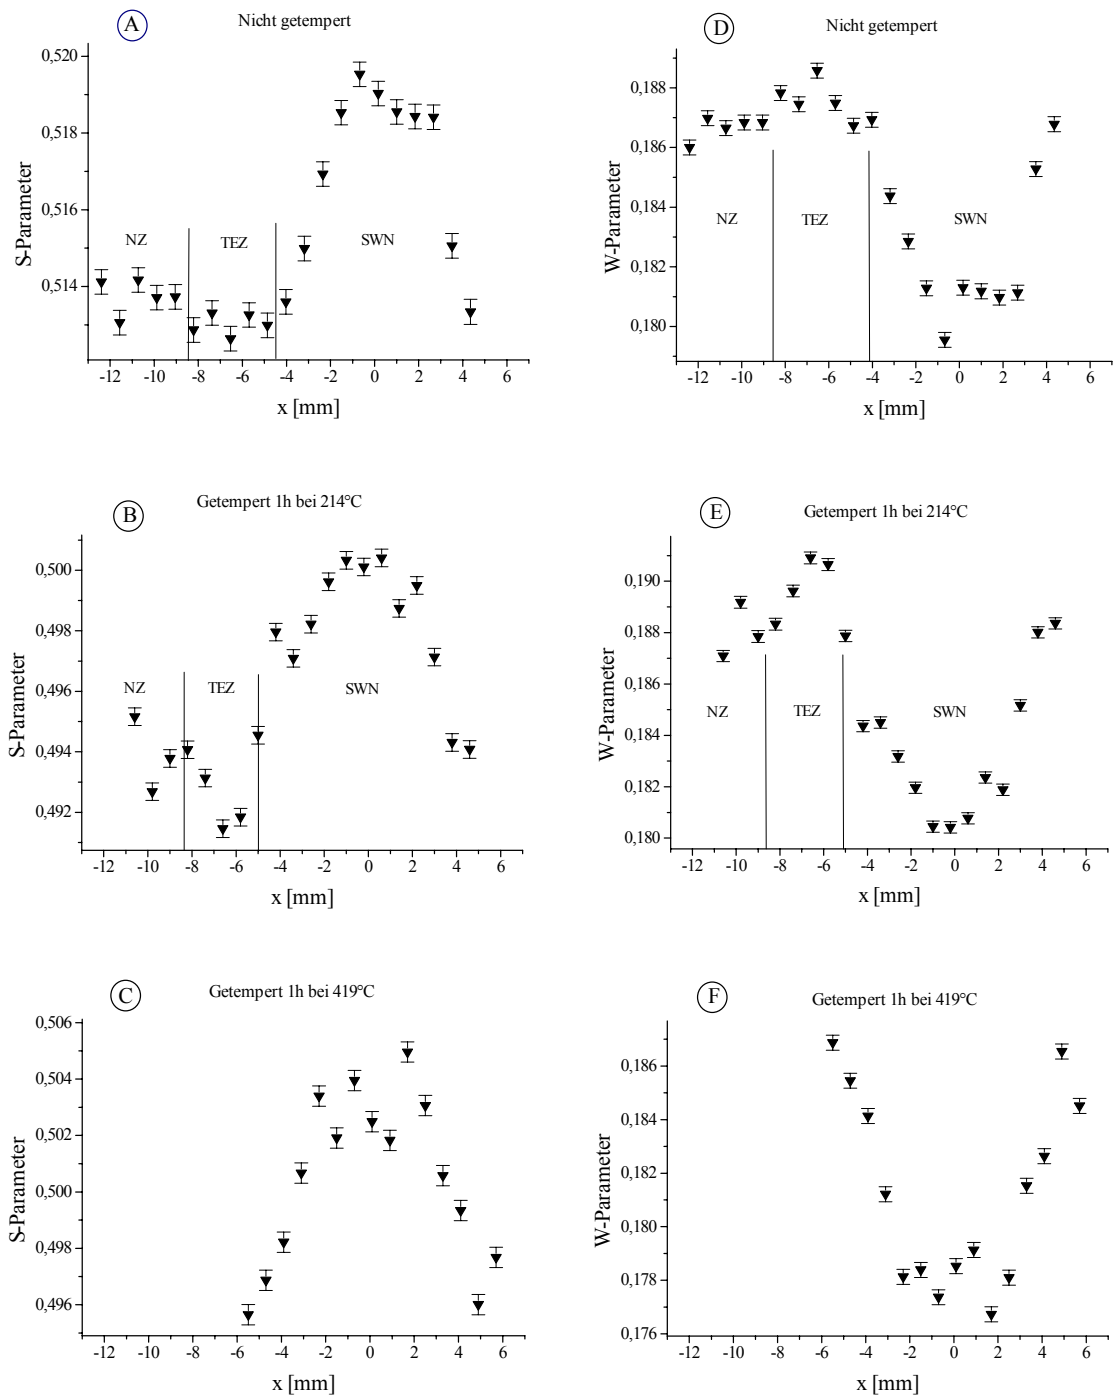 A
Nicht getempert
0,520
0,518
0,516
0,514
S-Parameter
NZ
TEZ
SWN
-12 -10 -8 -6 -4 -2 0 2 4 6
x [mm]
D
Nicht getempert
0,188
0,186
0,184
0,182
0,180
W-Parameter
NZ
TEZ
SWN
-12 -10 -8 -6 -4 -2 0 2 4 6
x [mm]
B
Getempert 1h bei 214°C
0,500
0,498
0,496
0,494
0,492
S-Parameter
NZ
TEZ
SWN
-12 -10 -8 -6 -4 -2 0 2 4 6
x [mm]
E
Getempert 1h bei 214°C
0,190
0,188
0,186
0,184
0,182
0,180
W-Parameter
NZ
TEZ
SWN
-12 -10 -8 -6 -4 -2 0 2 4 6
x [mm]
C
Getempert 1h bei 419°C
0,506
0,504
0,502
0,500
0,498
0,496
S-Parameter
-12 -10 -8 -6 -4 -2 0 2 4 6
x [mm]
F
Getempert 1h bei 419°C
0,186
0,184
0,182
0,180
0,178
0,176
W-Parameter
-12 -10 -8 -6 -4 -2 0 2 4 6
x [mm]